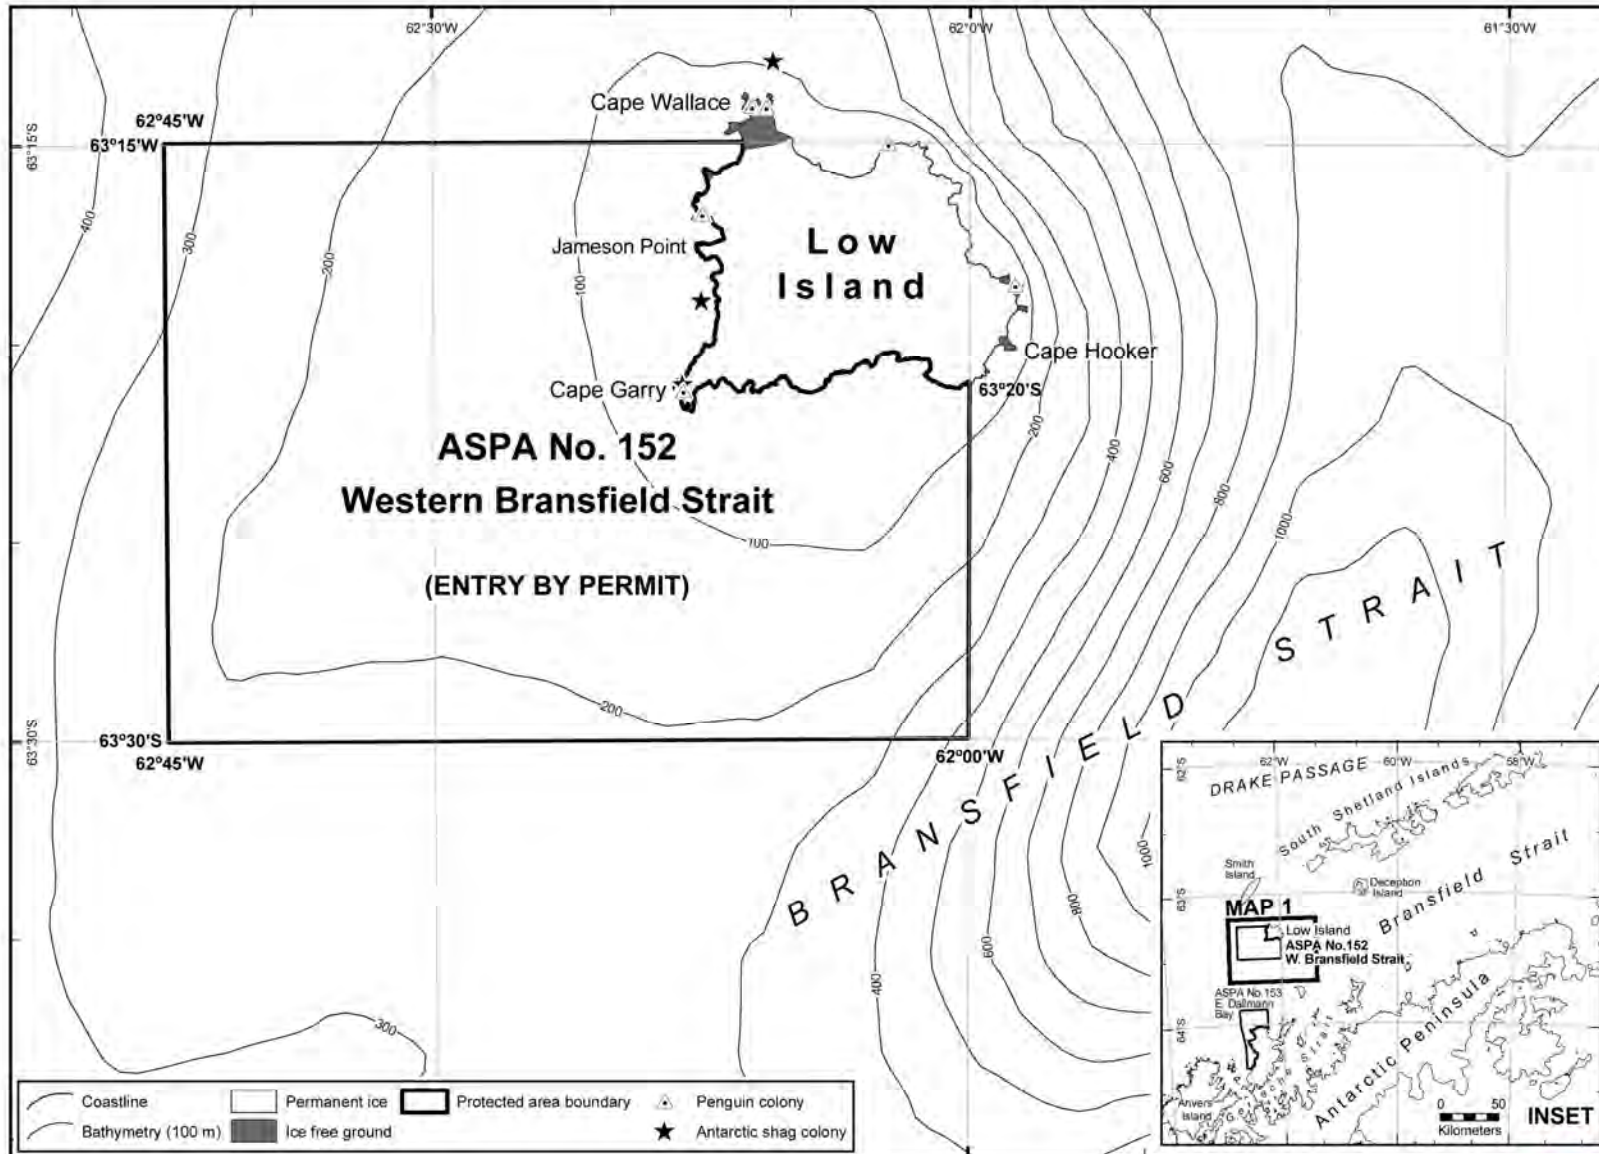 62°30'W
62°0'W
61°30'W
62°45'W
63°15'S
63°15'W
Cape Wallace
400
300
200
100
Jameson Point
Low
Island
Cape Hooker
Cape Garry
63°20'S
200
400
600
800
1000
ASPA No. 152
Western Bransfield Strait
100
(ENTRY BY PERMIT)
200
63°30'S
63°30'S
62°45'W
62°00'W
BRANSFIELD STRAIT
1000
800
600
400
300
Coastline
Permanent ice
Protected area boundary
Penguin colony
Bathymetry (100 m)
Ice free ground
Antarctic shag colony
62°W
60°W
58°W
62°S
DRAKE PASSAGE
South Shetland Islands
Smith
Island
Deception
Island
63°S
Bransfield Strait
MAP 1
Low Island
ASPA No.152
W. Bransfield Strait
ASPA No.153
E. Dallmann
Bay
64°S
Gerlache Strait
Antarctic Peninsula
Anvers
Island
0 50
Kilometers
INSET